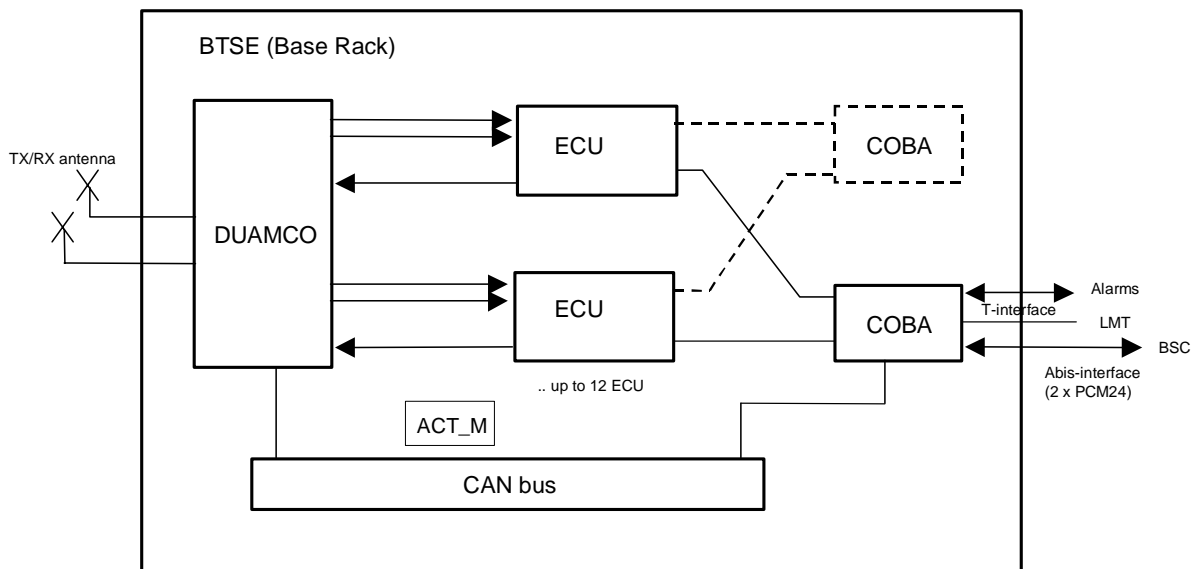 BTSE (Base Rack)
TX/RX antenna
DUAMCO
ECU
COBA
ECU
COBA
Alarms
T-interface
LMT
BSC
Abis-interface
(2 x PCM24)
.. up to 12 ECU
ACT_M
CAN bus